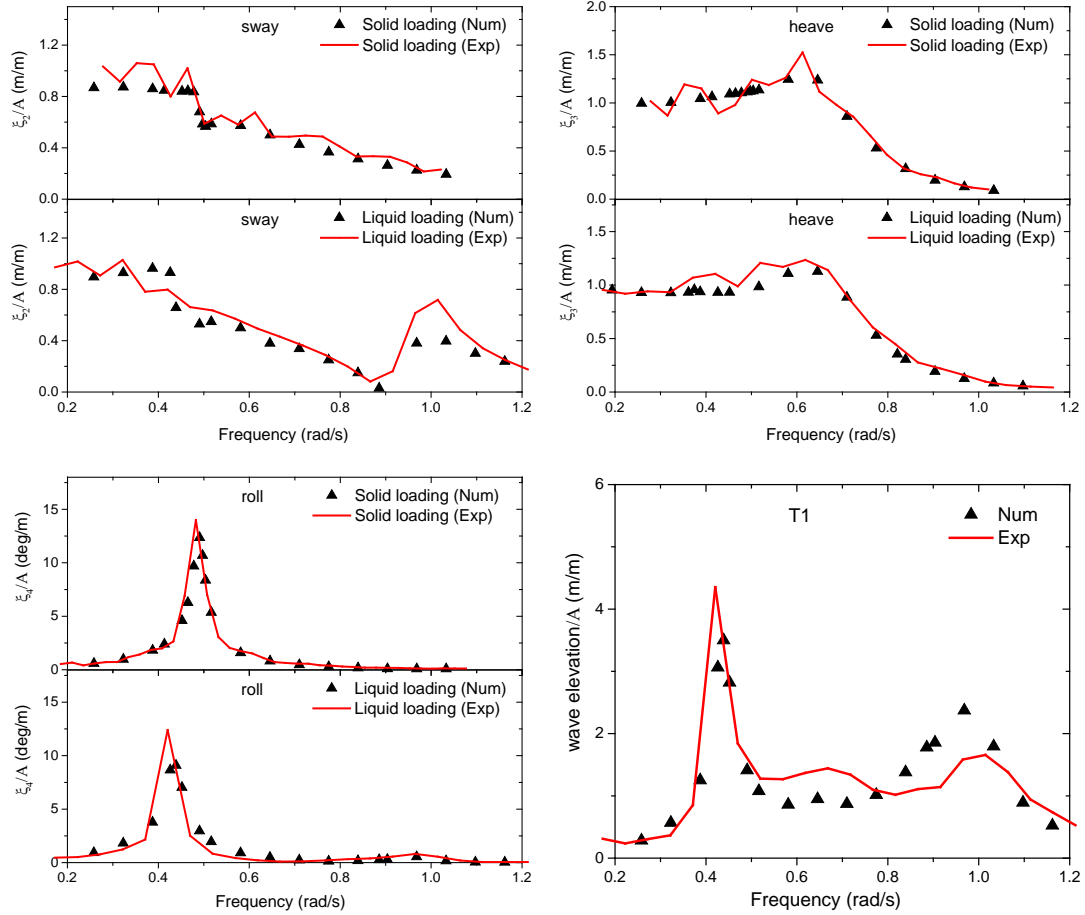 sway
Solid loading (Num)
Solid loading (Exp)
ξ2/A (m/m)
1.2
0.8
0.4
0.0
sway
Liquid loading (Num)
Liquid loading (Exp)
ξ2/A (m/m)
1.2
0.8
0.4
0.0
0.2 0.4 0.6 0.8 1.0 1.2
Frequency (rad/s)
heave
Solid loading (Num)
Solid loading (Exp)
ξ3/A (m/m)
2.0
1.5
1.0
0.5
0.0
heave
Liquid loading (Num)
Liquid loading (Exp)
ξ3/A (m/m)
1.5
1.0
0.5
0.0
0.2 0.4 0.6 0.8 1.0 1.2
Frequency (rad/s)
roll
Solid loading (Num)
Solid loading (Exp)
ξ4/A (deg/m)
15
10
5
0
roll
Liquid loading (Num)
Liquid loading (Exp)
ξ4/A (deg/m)
15
10
5
0
0.2 0.4 0.6 0.8 1.0 1.2
Frequency (rad/s)
T1
Num
Exp
wave elevation/A (m/m)
6
4
2
0
0.2 0.4 0.6 0.8 1.0 1.2
Frequency (rad/s)